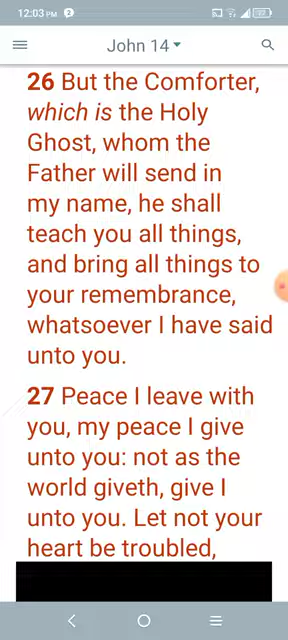 12:03 PM
John 14
26 But the Comforter,
which is the Holy
Ghost, whom the
Father will send in
my name, he shall
teach you all things,
and bring all things to
your remembrance,
whatsoever I have said
unto you.
27 Peace I leave with
you, my peace I give
unto you: not as the
world giveth, give I
unto you. Let not your
heart be troubled,